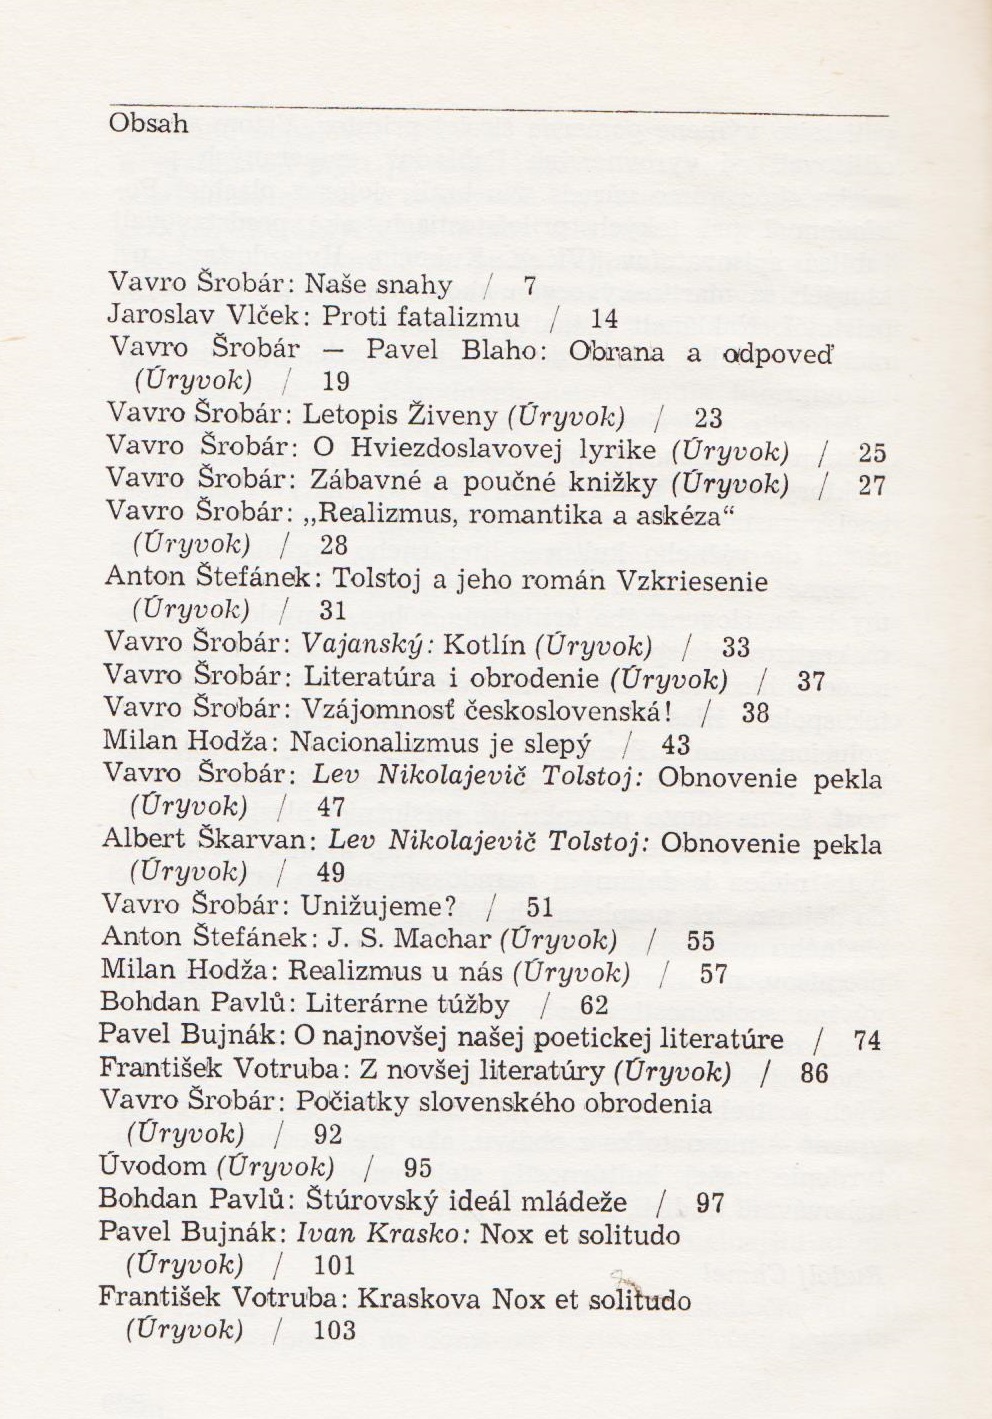 Obsah
Vavro Šrobár: Naše snahy / 7
Jaroslav Vlček: Proti fatalizmu / 14
Vavro Šrobár — Pavel Blaho: Obrana a odpoveď
(Úryvok) / 19
Vavro Šrobár: Letopis Živeny (Úryvok) / 23
Vavro Šrobár: O Hviezdoslavovej lyrike (Úryvok) / 25
Vavro Šrobár: Zábavné a poučné knižky (Úryvok) / 27
Vavro Šrobár: „Realizmus, romantika a askéza“
(Úryvok) / 28
Anton Štefánek: Tolstoj a jeho román Vzkriesenie
(Úryvok) / 31
Vavro Šrobár: Vajanský: Kotlín (Úryvok) / 33
Vavro Šrobár: Literatúra i obrodenie (Úryvok) / 37
Vavro Šrobár: Vzájomnosť československá! / 38
Milan Hodža: Nacionalizmus je slepý / 43
Vavro Šrobár: Lev Nikolajevič Tolstoj: Obnovenie pekla
(Úryvok) / 47
Albert Škarvan: Lev Nikolajevič Tolstoj: Obnovenie pekla
(Úryvok) / 49
Vavro Šrobár: Unižujeme? / 51
Anton Štefánek: J. S. Machar (Úryvok) / 55
Milan Hodža: Realizmus u nás (Úryvok) / 57
Bohdan Pavlů: Literárne túžby / 62
Pavel Bujnák: O najnovšej našej poetickej literatúre / 74
František Votruba: Z novšej literatúry (Úryvok) / 86
Vavro Šrobár: Počiatky slovenského obrodenia
(Úryvok) / 92
Úvodom (Úryvok) / 95
Bohdan Pavlů: Štúrovský ideál mládeže / 97
Pavel Bujnák: Ivan Krasko: Nox et solitudo
(Úryvok) / 101
František Votruba: Kraskova Nox et solitudo
(Úryvok) / 103